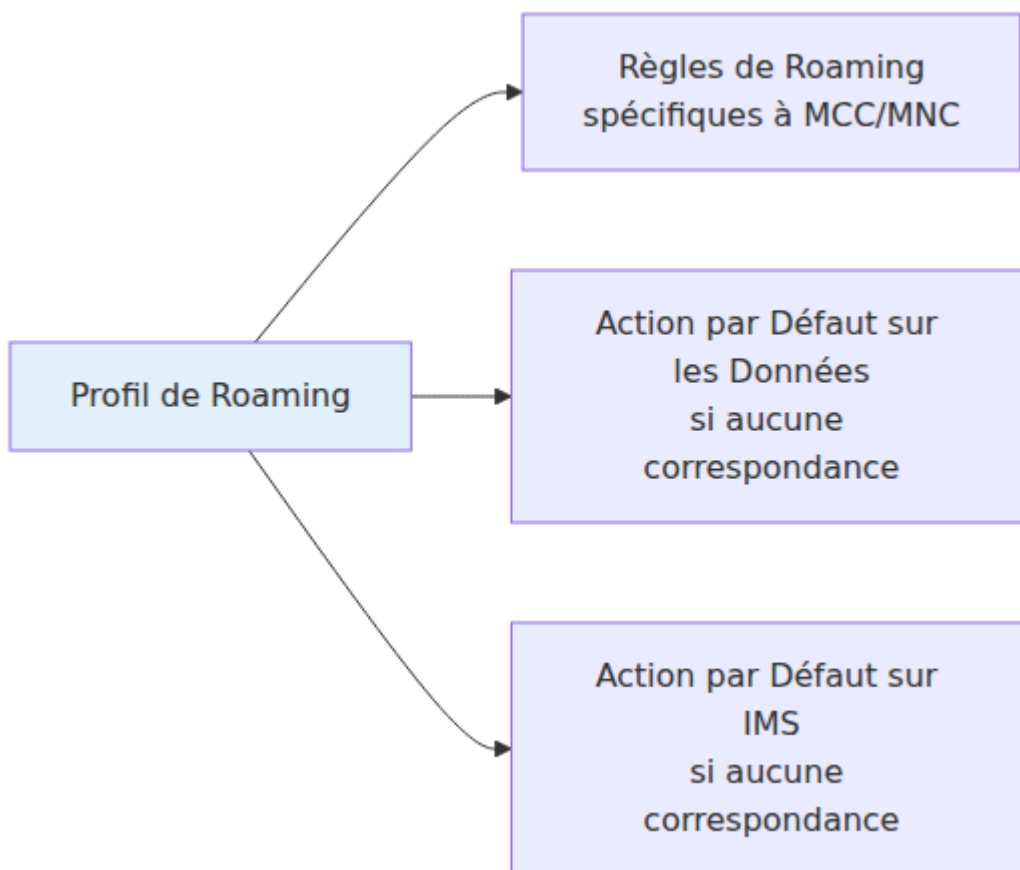 Règles de Roaming
spécifiques à MCC/MNC
Action par Défaut sur
les Données
si aucune
correspondance
Profil de Roaming
Action par Défaut sur
IMS
si aucune
correspondance